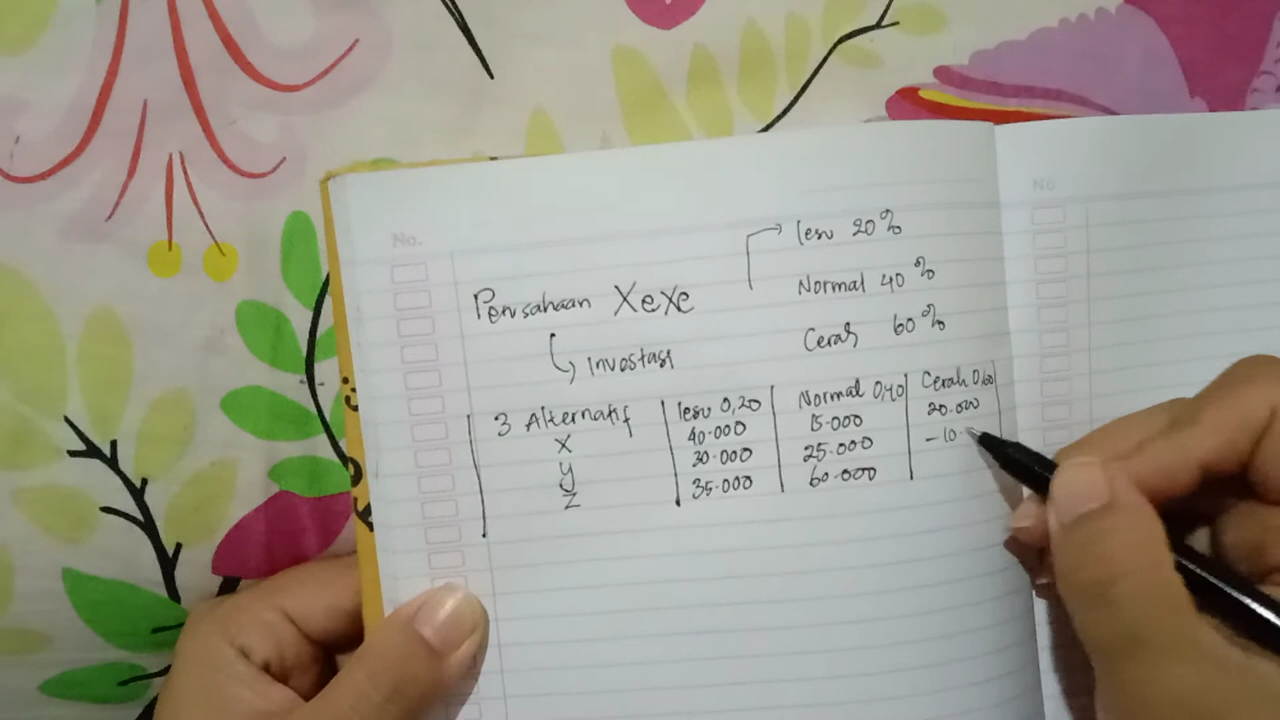 No.
No
Perusahaan XeXe
Investasi
lesu 20%
Normal 40%
Cerah 60%
3 Alternatif lesu 0,20 Normal 0,40 Cerah 0,60
X 40.000 15.000 20.000
y 30.000 25.000 -10.
Z 35.000 60.000